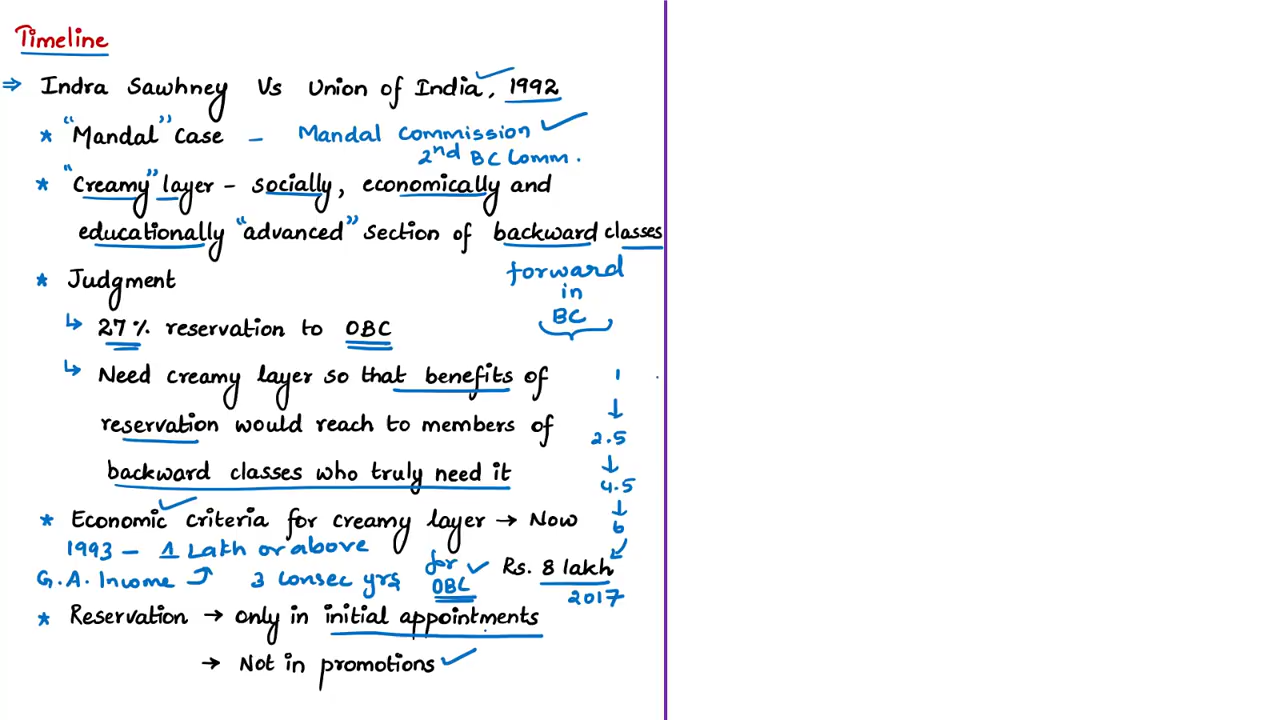 Timeline
⇒ Indra Sawhney Vs Union of India, 1992
* "Mandal" Case - Mandal Commission
2nd BC Comm.
* "Creamy" layer - socially, economically and
educationally "advanced" section of backward classes
forward
in
BC
* Judgment
↳ 27% reservation to OBC
↳ Need creamy layer so that benefits of
reservation would reach to members of
backward classes who truly need it
1
↓
2.5
↓
4.5
↓
6
* Economic criteria for creamy layer → Now
Rs. 8 lakh
2017
1993 - 1 Lakh or above
G.A. Income 3 Consec yrs
for
OBC
* Reservation → only in initial appointments
→ Not in promotions